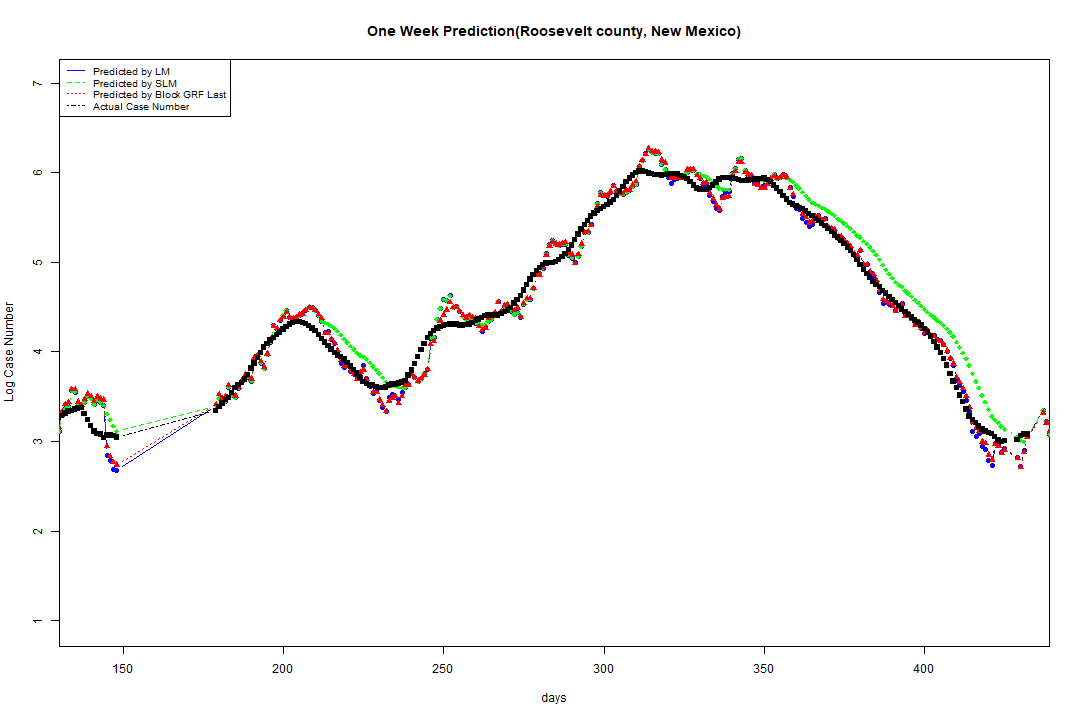 One Week Prediction(Roosevelt county, New Mexico)
Predicted by LM
Predicted by SLM
Predicted by Block GRF Last
Actual Case Number
7
6
5
4
3
2
1
Log Case Number
150 200 250 300 350 400
days